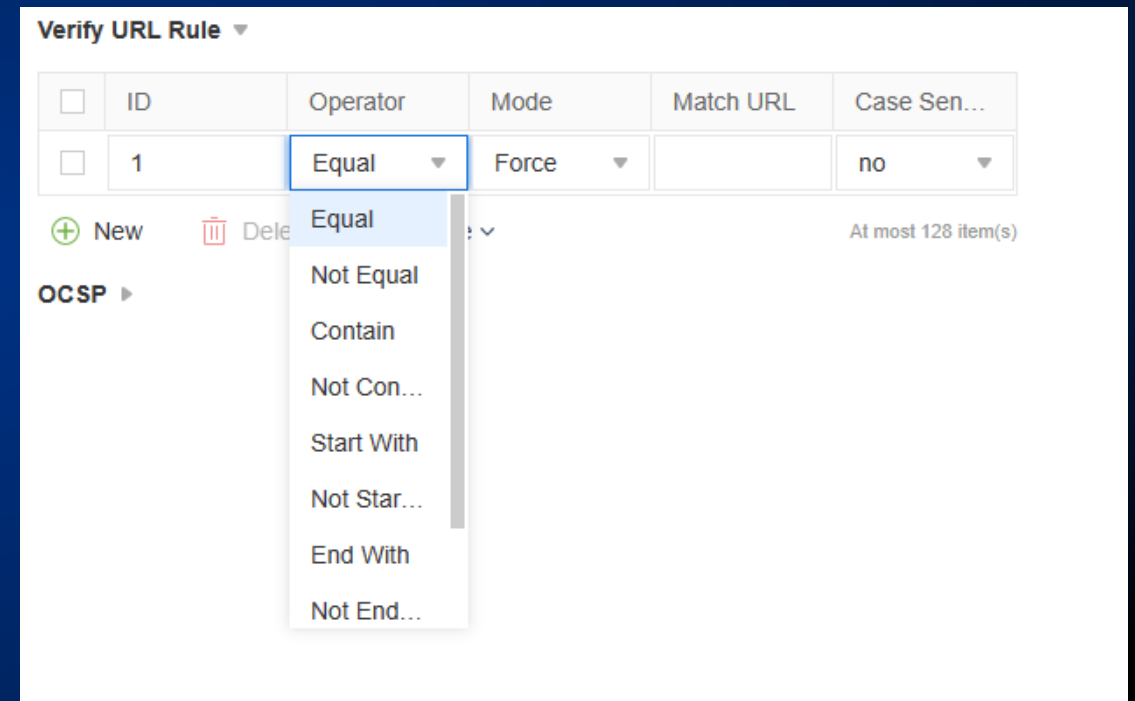 Verify URL Rule
ID Operator Mode Match URL Case Sen...
1 Equal Force no
New Dele At most 128 item(s)
Equal
Not Equal
OCSP
Contain
Not Con...
Start With
Not Star...
End With
Not End...